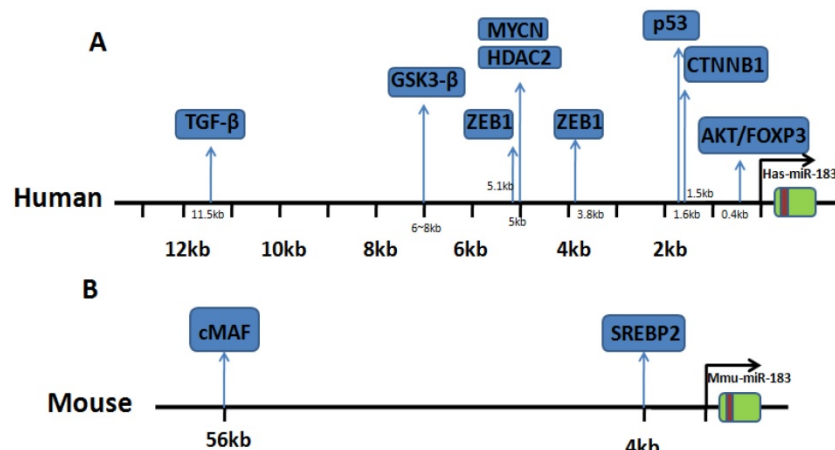 A
MYCN
p53
HDAC2
CTNNB1
GSK3-β
TGF-β
ZEB1
ZEB1
AKT/FOXP3
Has-miR-183
Human
5.1kb
1.5kb
11.5kb
6~8kb
5kb
3.8kb
1.6kb
0.4kb
12kb
10kb
8kb
6kb
4kb
2kb
B
cMAF
SREBP2
Mmu-miR-183
Mouse
56kb
4kb